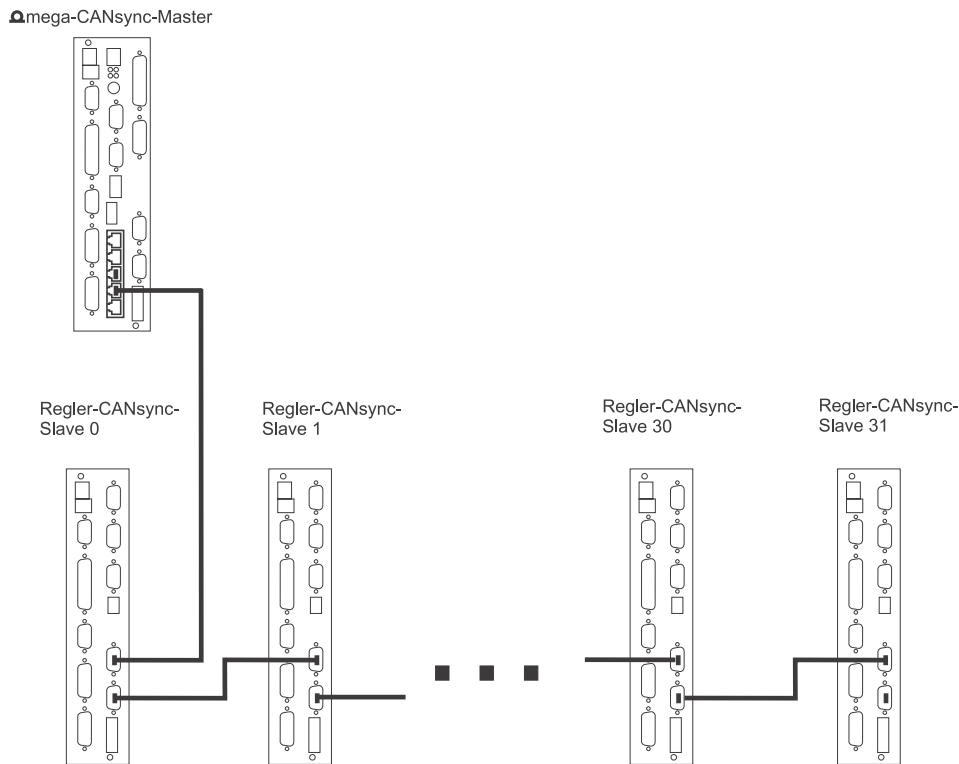 Ωmega-CANsync-Master
Regler-CANsync-
Slave 0
Regler-CANsync-
Slave 1
Regler-CANsync-
Slave 30
Regler-CANsync-
Slave 31